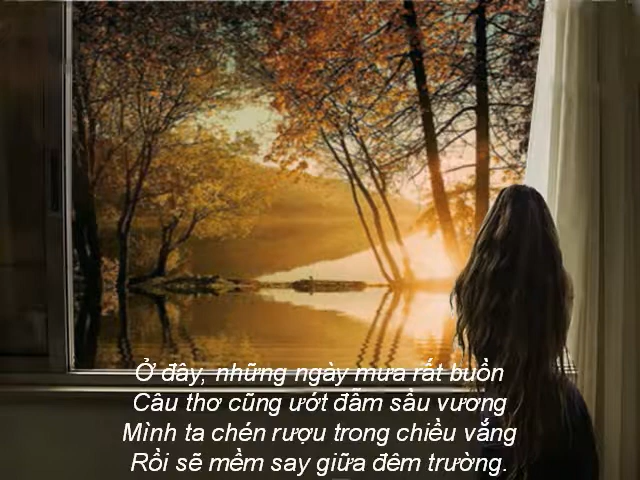 Ở đây, những ngày mưa rất buồn
Câu thơ cũng ướt đẫm sầu vương
Mình ta chén rượu trong chiều vắng
Rồi sẽ mềm say giữa đêm trường.